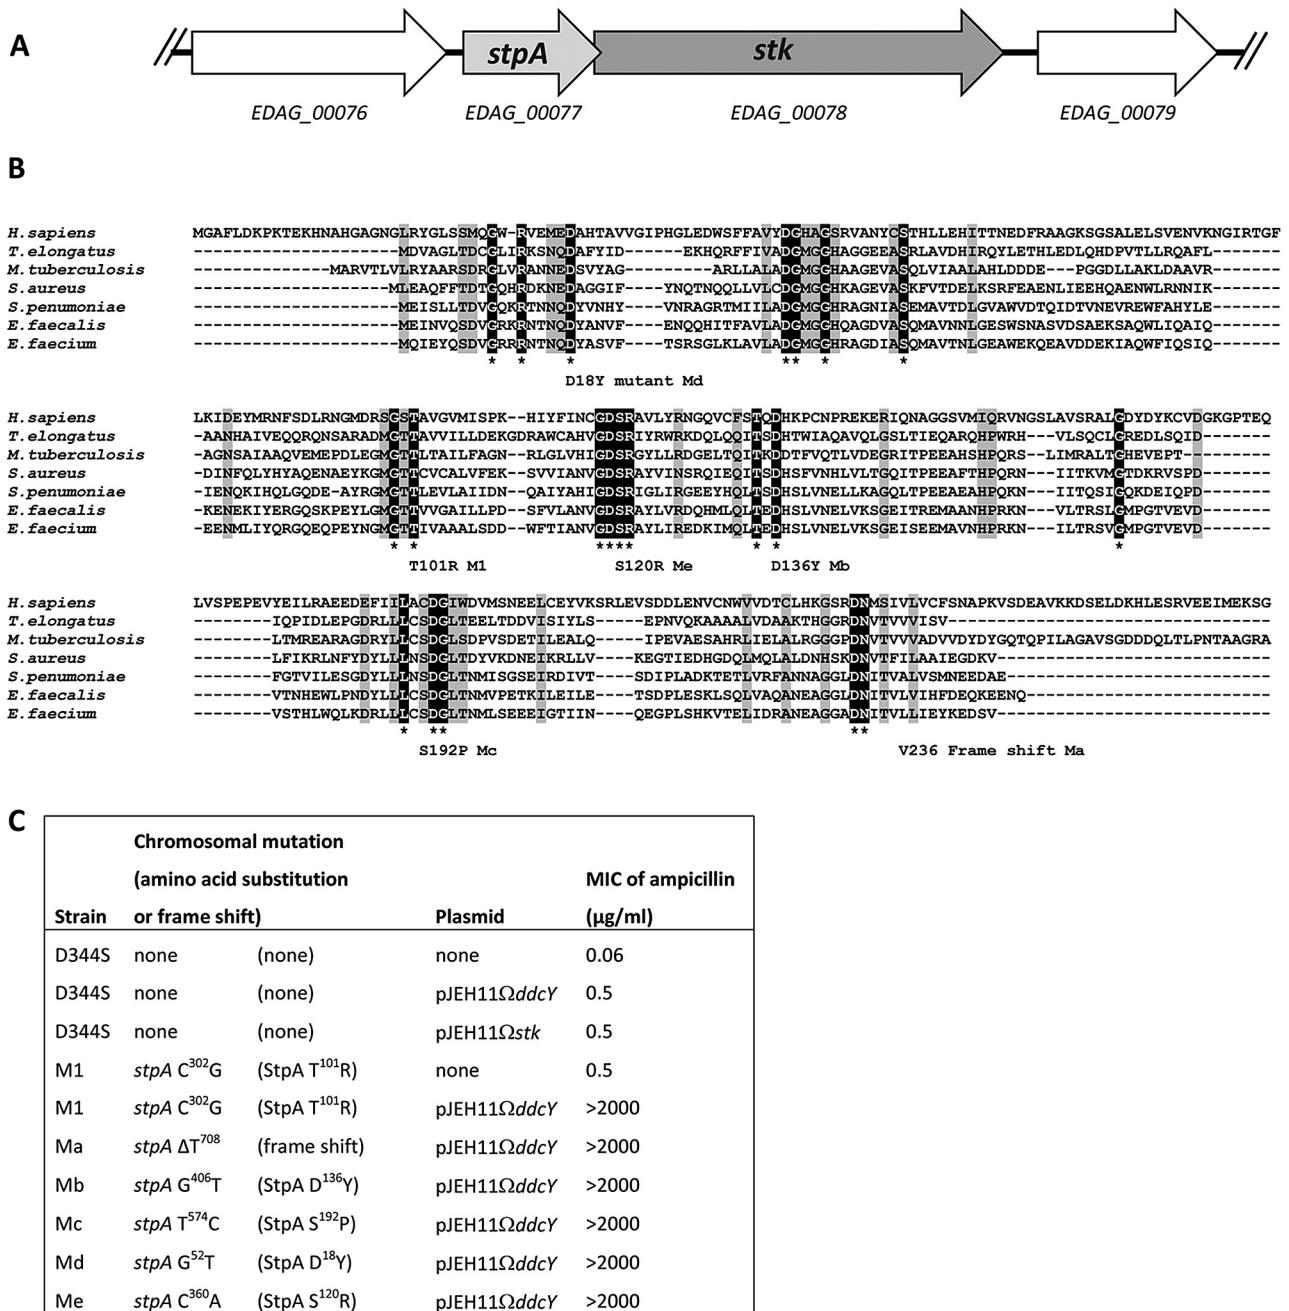 A
stpA
stk
EDAG_00076 EDAG_00077 EDAG_00078 EDAG_00079
B
H.sapiens MGAFLDKPKTEKHNAHGAGNGLRYGLSSMQGW-RVEMEDAHTAVVGIPHGLEDWSFFAVYDGHAGSRVANYCSTHLLEHITTNEDFRAAGKSGSALELSVENVKNGIRTGF
T.elongatus ---------------------MDVAGLTDCGLIRKSNQDAFYID------EKHQRFFIVADGMGGHAGGEEASRLAVDHIRQYLETHLEDLQHDPVTLLRQAFL-------
M.tuberculosis --------------MARVTLVLRYAARSDRGLVRANNEDSVYAG---------ARLLALADGMGGHAAGEVASQLVIAALAHLDDDE---PGGDLLAKLDAAVR-------
S.aureus --------------------MLEAQFFTDTGQHRDKNEDAGGIF----YNQTNQQLLVLCDGMGGHKAGEVASKFVTDELKSRFEAENLIEEHQAENWLRNNIK-------
S.penumoniae ---------------------MEISLLTDVGQKRTNNQDYVNHY----VNRAGRTMIILADGMGGHRAGNIASEMAVTDLGVAWVDTQIDTVNEVREWFAHYLE-------
E.faecalis ---------------------MEINVQSDVGRKRNTNQDYANVF----ENQQHITFAVLADGMGGHQAGDVASQMAVNNLGESWSNASVDSAEKSAQWLIQAIQ-------
E.faecium ---------------------MQIEYQSDVGRRRNTNQDYASVF----TSRSGLKLAVLADGMGGHRAGDIASQMAVTNLGEAWEKQEAVDDEKIAQWFIQSIQ-------
* * * ** * *
D18Y mutant Md
H.sapiens LKIDEYMRNFSDLRNGMDRSGSTAVGVMISPK--HIYFINCGDSRAVLYRNGQVCFSTQDHKPCNPREKERIQNAGGSVMIQRVNGSLAVSRALGDYDYKCVDGKGPTEQ
T.elongatus -AANHAIVEQQRQNSARADMGTTAVVILLDEKGDRAWCAHVGDSRIYRWRKDQLQQITSDHTWIAQAVQLGSLTIEQARQHPWRH---VLSQCLGREDLSQID-------
M.tuberculosis -AGNSAIAAQVEMEPDLEGMGTTLTAILFAGN--RLGLVHIGDSRGYLLRDGELTQITKDDTFVQTLVDEGRITPEEAHSHPQRS---LIMRALTGHEVEPT--------
S.aureus -DINFQLYHYAQENAEYKGMGTTCVCALVFEK--SVVIANVGDSRAYVINSRQIEQITSDHSFVNHLVLTGQITPEEAFTHPQRN---IITKVMGTDKRVSPD-------
S.penumoniae -IENQKIHQLGQDE-AYRGMGTTLEVLAIIDN--QAIYAHIGDSRIGLIRGEEYHQLTSDHSLVNELLKAGQLTPEEAEAHPQKN---IITQSIGQKDEIQPD-------
E.faecalis -KENEKIYERGQSKPEYLGMGTTVVGAILLPD--SFVLANVGDSRAYLVRDQHMLQLTEDHSLVNELVKSGEITREMAANHPRKN---VLTRSLGMPGTVEVD-------
E.faecium -EENMLIYQRGQEQPEYNGMGTTIVAAALSDD--WFTIANVGDSRAYLIREDKIMQLTEDHSLVNELVKSGEISEEMAVNHPRKN---ILTRSVGMPGTVEVD-------
* * **** * * *
T101R M1 S120R Me D136Y Mb
H.sapiens LVSPEPEVYEILRAEEDEFIILACDGIWDVMSNEELCEYVKSRLEVSDDLENVCNWVVDTCLHKGSRDNMSIVLVCFSNAPKVSDEAVKKDSELDKHLESRVEEIMEKSG
T.elongatus --------IQPIDLEPGDRLLLCSDGLTEELTDDVISIYLS-----EPNVQKAAAALVDAAKTHGGRDNVTVVVISV---------------------------------
M.tuberculosis --------LTMREARAGDRYLLCSDGLSDPVSDETILEALQ-----IPEVAESAHRLIELALRGGGPDNVTVVVADVVDYDYGQTQPILAGAVSGDDDQLTLPNTAAGRA
S.aureus --------LFIKRLNFYDYLLLNSDGLTDYVKDNEIKRLLV----KEGTIEDHGDQLMQLALDNHSKDNVTFILAAIEGDKV----------------------------
S.penumoniae --------FGTVILESGDYLLLNSDGLTNMISGSEIRDIVT----SDIPLADKTETLVRFANNAGGLDNITVALVSMNEEDAE---------------------------
E.faecalis --------VTNHEWLPNDYLLLCSDGLTNMVPETKILEILE----TSDPLESKLSQLVAQANEAGGLDNITVLVIHFDEQKEENQ-------------------------
E.faecium --------VSTHLWQLKDRLLLCSDGLTNMLSEEEIGTIIN----QEGPLSHKVTELIDRANEAGGADNITVLLIEYKEDSV----------------------------
* ** **
S192P Mc V236 Frame shift Ma
C
Chromosomal mutation
(amino acid substitution MIC of ampicillin
Strain or frame shift) Plasmid (µg/ml)
D344S none (none) none 0.06
D344S none (none) pJEH11ΩddcY 0.5
D344S none (none) pJEH11Ωstk 0.5
M1 stpA C302G (StpA T101R) none 0.5
M1 stpA C302G (StpA T101R) pJEH11ΩddcY >2000
Ma stpA ΔT708 (frame shift) pJEH11ΩddcY >2000
Mb stpA G406T (StpA D136Y) pJEH11ΩddcY >2000
Mc stpA T574C (StpA S192P) pJEH11ΩddcY >2000
Md stpA G52T (StpA D18Y) pJEH11ΩddcY >2000
Me stpA C360A (StpA S120R) pJEH11ΩddcY >2000